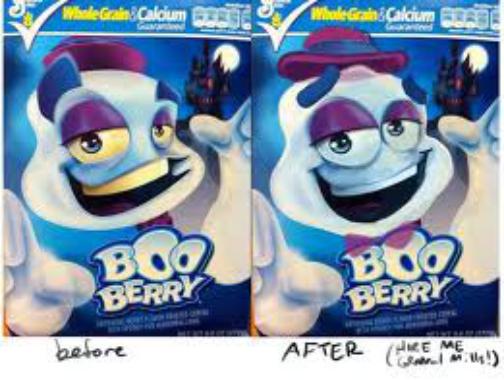 Whole Grain & Calcium
Guaranteed
BOO
BERRY
Whole Grain & Calcium
Guaranteed
BOO
BERRY
before
AFTER
(HIRE ME
General Mills!)